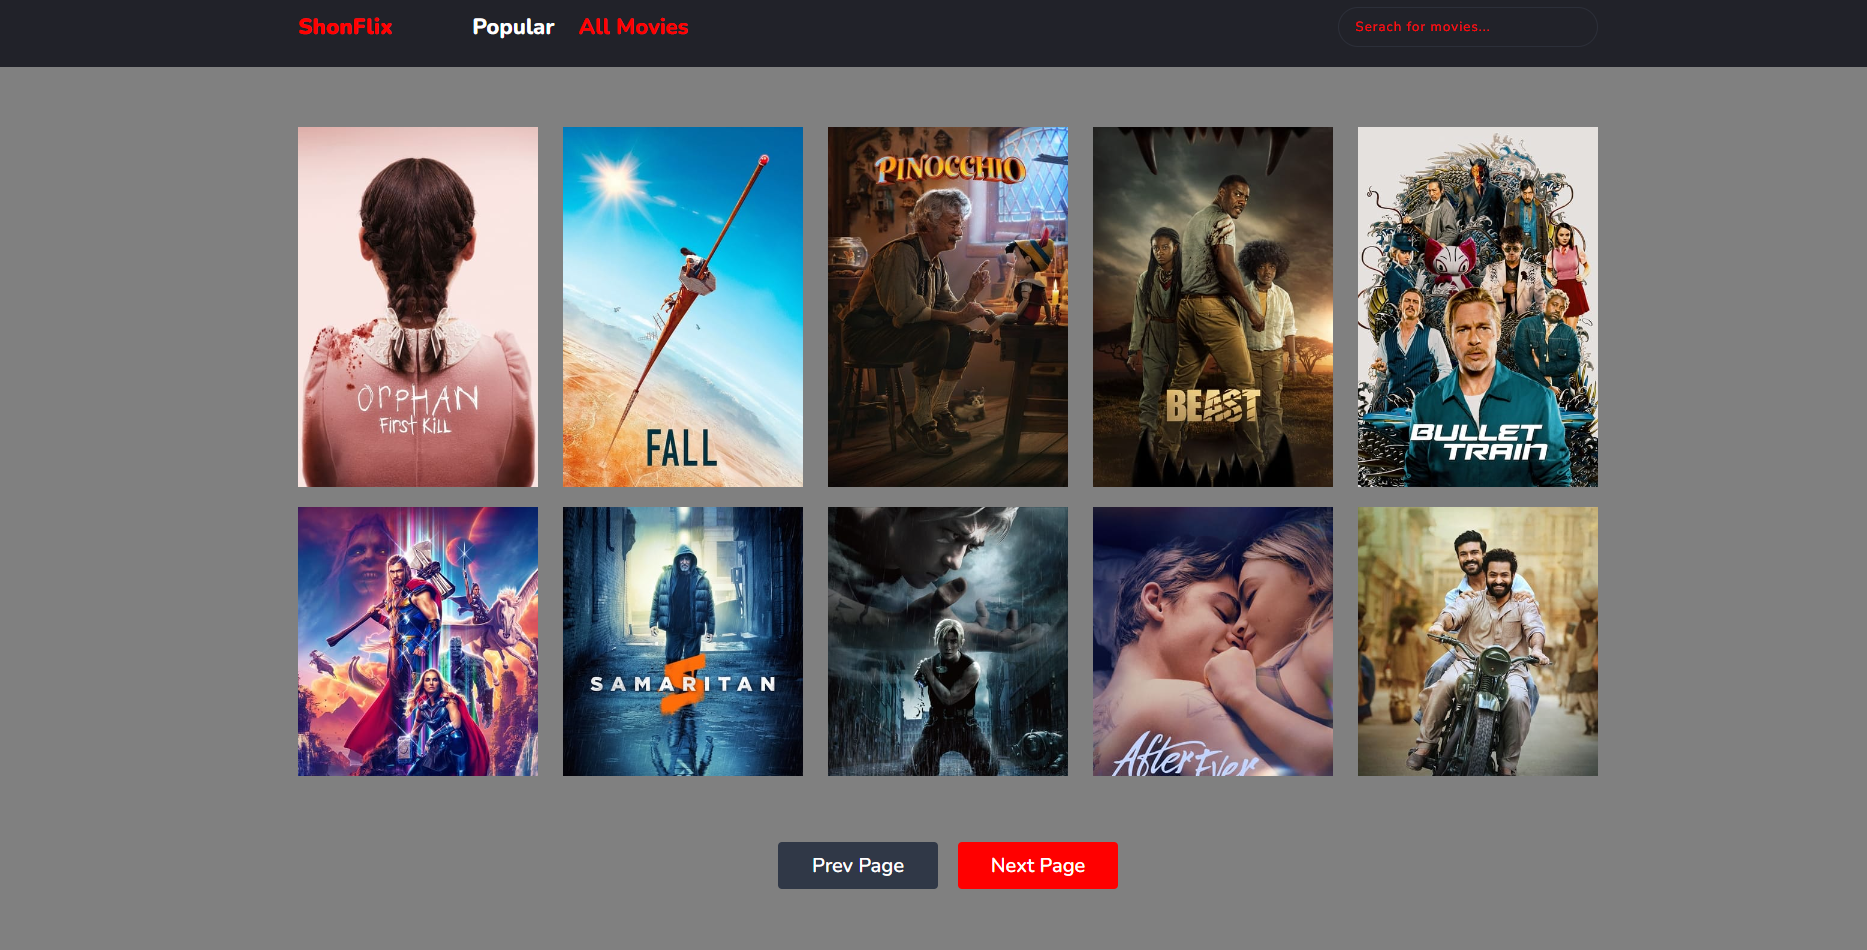 ShonFlix
Popular
All Movies
Serach for movies...
ORPHAN
First Kill
FALL
PINOCCHIO
BEAST
BULLET
TRAIN
SAMARITAN
After Ever
Prev Page
Next Page